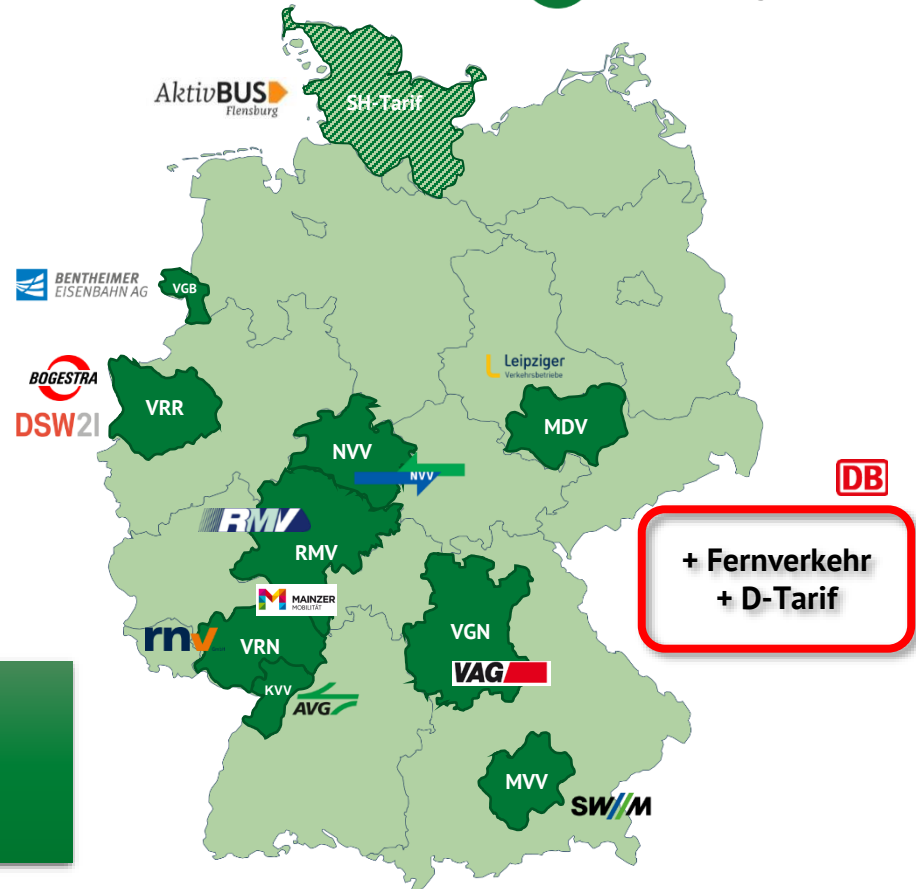 SH-Tarif
AktivBUS
Flensburg
BENTHEIMER
EISENBAHN AG
VGB
BOGESTRA
DSW21
VRR
Leipziger
Verkehrsbetriebe
MDV
NVV
NVV
DB
RMV
RMV
+ Fernverkehr
+ D-Tarif
MAINZER
MOBILITÄT
rnv
VRN
VGN
VAG
KVV
AVG
MVV
SW//M